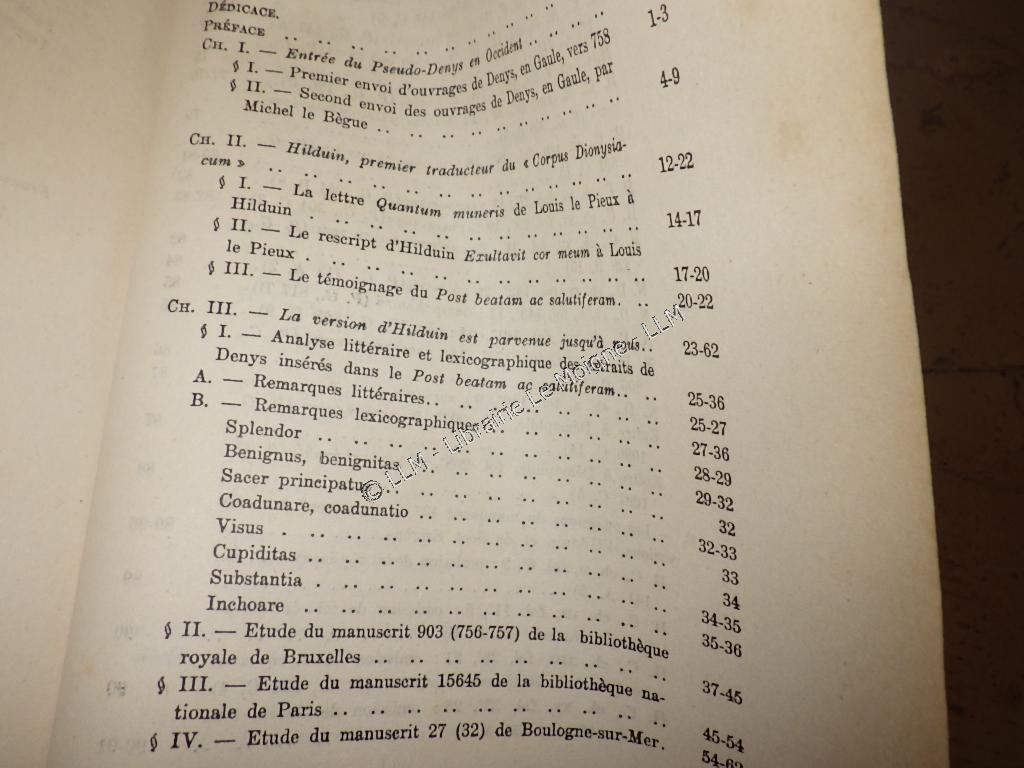 DÉDICACE.
PRÉFACE .. .. .. .. .. .. .. .. .. 1-3
CH. I. — Entrée du Pseudo-Denys en Occident .. .. .. ..
§ I. — Premier envoi d'ouvrages de Denys, en Gaule, vers 758 4-9
§ II. — Second envoi des ouvrages de Denys, en Gaule, par
Michel le Bègue .. .. .. .. .. .. .. ..
CH. II. — Hilduin, premier traducteur du « Corpus Dionysia-
cum » .. .. .. .. .. .. .. .. .. 12-22
§ I. — La lettre Quantum muneris de Louis le Pieux à
Hilduin . .. .. .. .. .. .. .. .. 14-17
§ II. — Le rescript d'Hilduin Exultavit cor meum à Louis
le Pieux . .. .. .. .. .. .. .. .. 17-20
§ III. — Le témoignage du Post beatam ac salutiferam. .. 20-22
CH. III. — La version d'Hilduin est parvenue jusqu'à nous.. 23-62
§ I. — Analyse littéraire et lexicographique des extraits de
Denys insérés dans le Post beatam ac salutiferam.. .. 25-36
A. — Remarques littéraires.. .. .. .. .. .. .. 25-27
B. — Remarques lexicographiques .. .. .. .. .. 27-36
Splendor .. .. .. .. .. .. .. .. .. 28-29
Benignus, benignitas .. .. .. .. .. .. .. 29-32
Sacer principatus .. .. .. .. .. .. .. 32
Coadunare, coadunatio .. .. .. .. .. .. .. 32-33
Visus . .. .. .. .. .. .. .. .. .. 33
Cupiditas .. .. .. .. .. .. .. .. .. 34
Substantia . .. .. .. .. .. .. .. .. 34-35
Inchoare .. .. .. .. .. .. .. .. .. 35-36
§ II. — Etude du manuscrit 903 (756-757) de la bibliothèque
royale de Bruxelles .. .. .. .. .. .. .. 37-45
§ III. — Etude du manuscrit 15645 de la bibliothèque na-
tionale de Paris .. .. .. .. .. .. .. .. 45-54
§ IV. — Etude du manuscrit 27 (32) de Boulogne-sur-Mer. 54-62
© LLM - Librairie Le Moigne - LLM